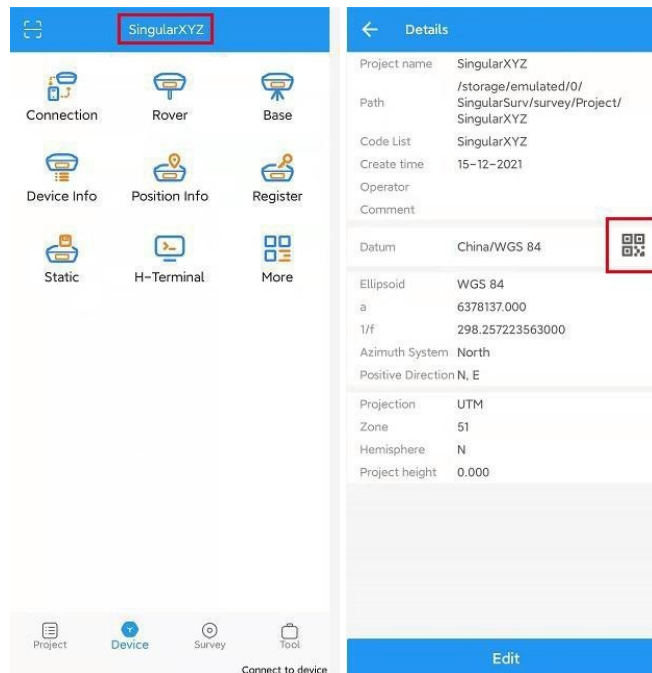 SingularXYZ
Connection Rover Base
Device Info Position Info Register
Static H-Terminal More
Project Device Survey Tool
Connect to device
Details
Project name SingularXYZ
Path /storage/emulated/0/
SingularSurv/survey/Project/
SingularXYZ
Code List SingularXYZ
Create time 15-12-2021
Operator
Comment
Datum China/WGS 84
Ellipsoid WGS 84
a 6378137.000
1/f 298.257223563000
Azimuth System North
Positive Direction N, E
Projection UTM
Zone 51
Hemisphere N
Project height 0.000
Edit